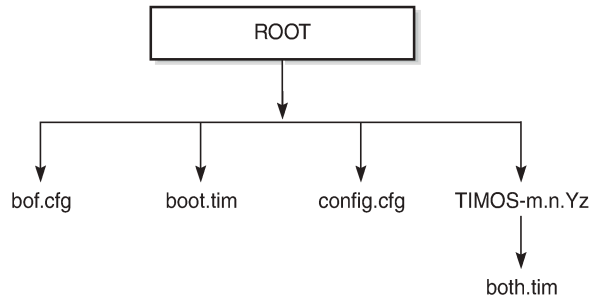 ROOT
bof.cfg
boot.tim
config.cfg
TIMOS-m.n.Yz
both.tim